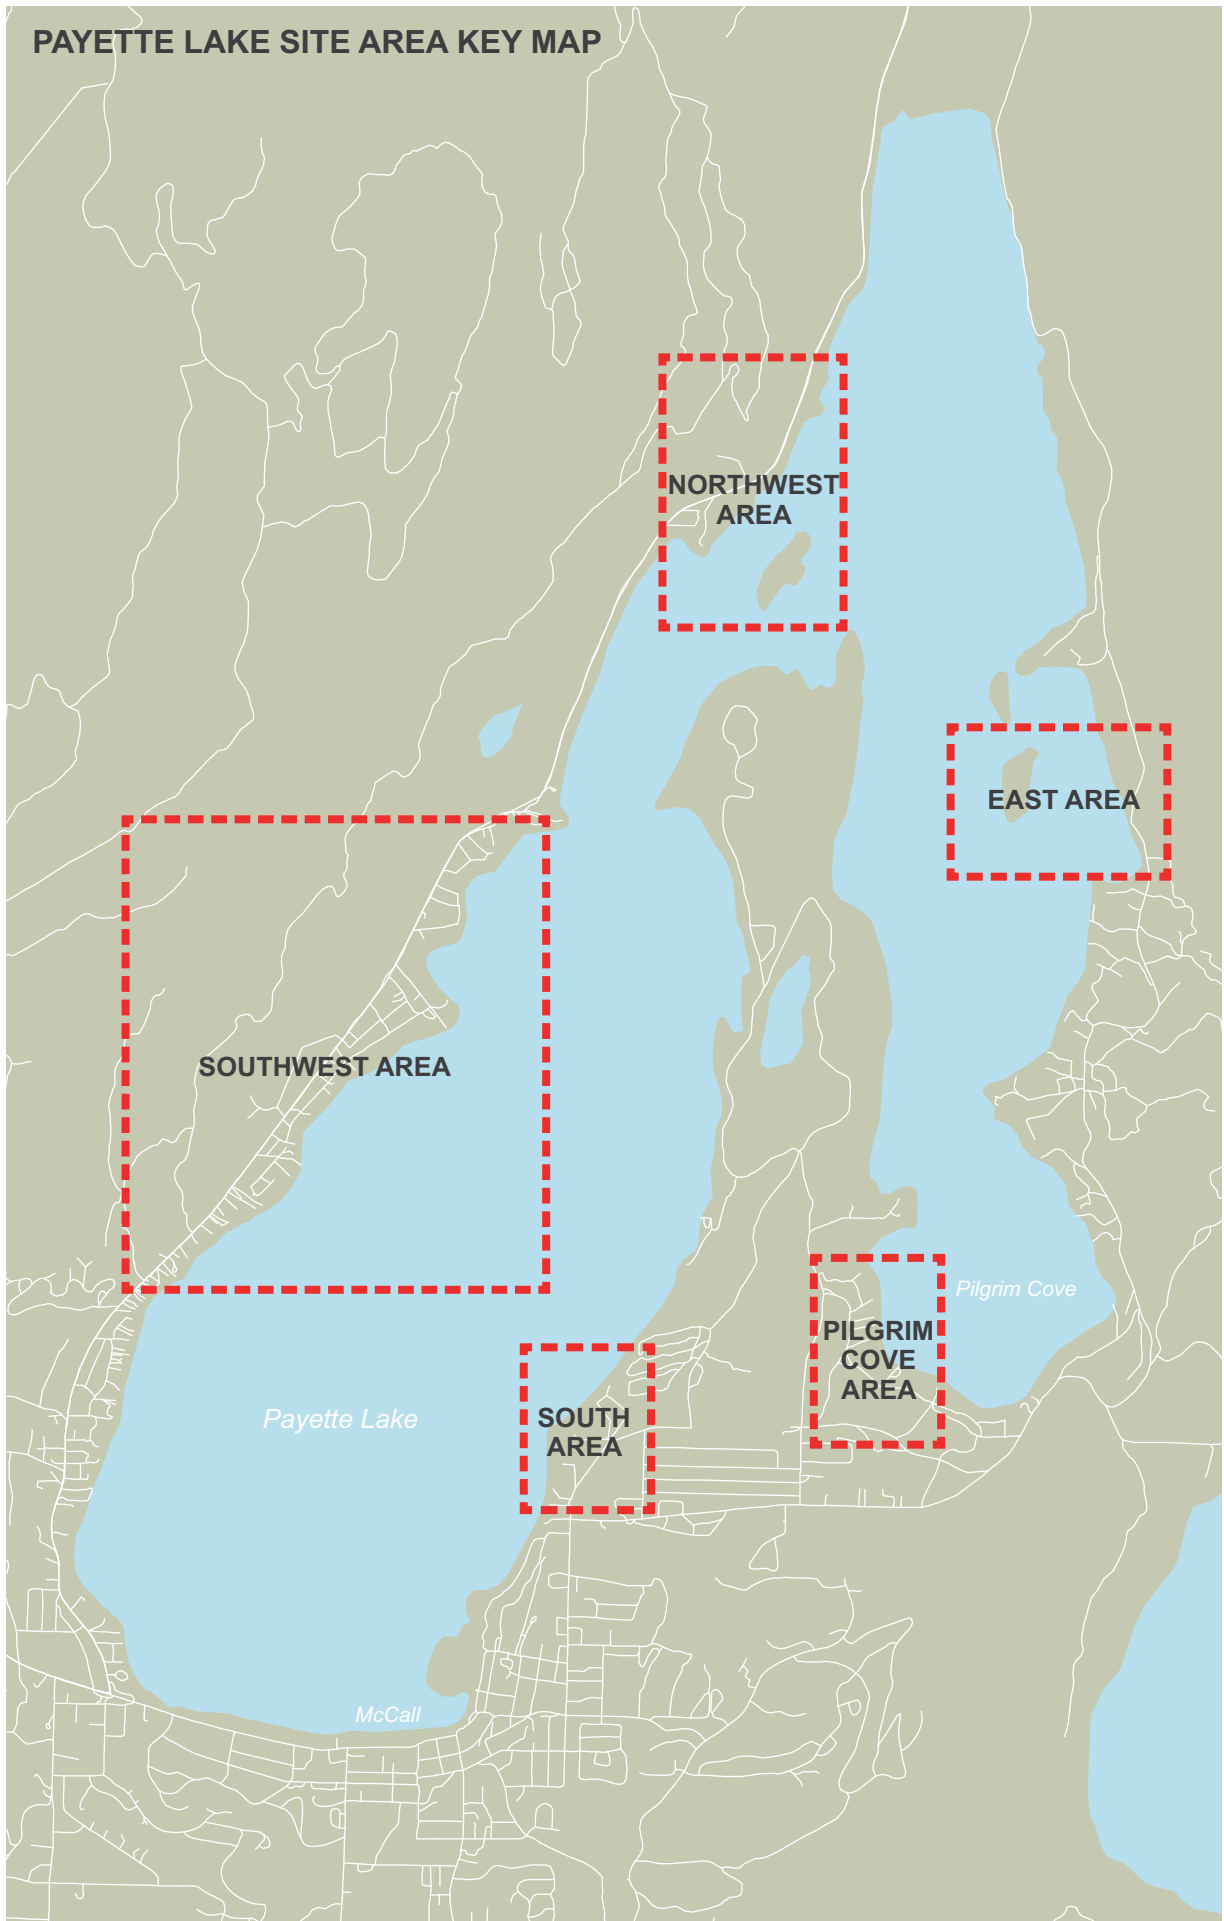 PAYETTE LAKE SITE AREA KEY MAP
NORTHWEST
AREA
EAST AREA
SOUTHWEST AREA
Pilgrim Cove
PILGRIM
COVE
AREA
Payette Lake
SOUTH
AREA
McCall